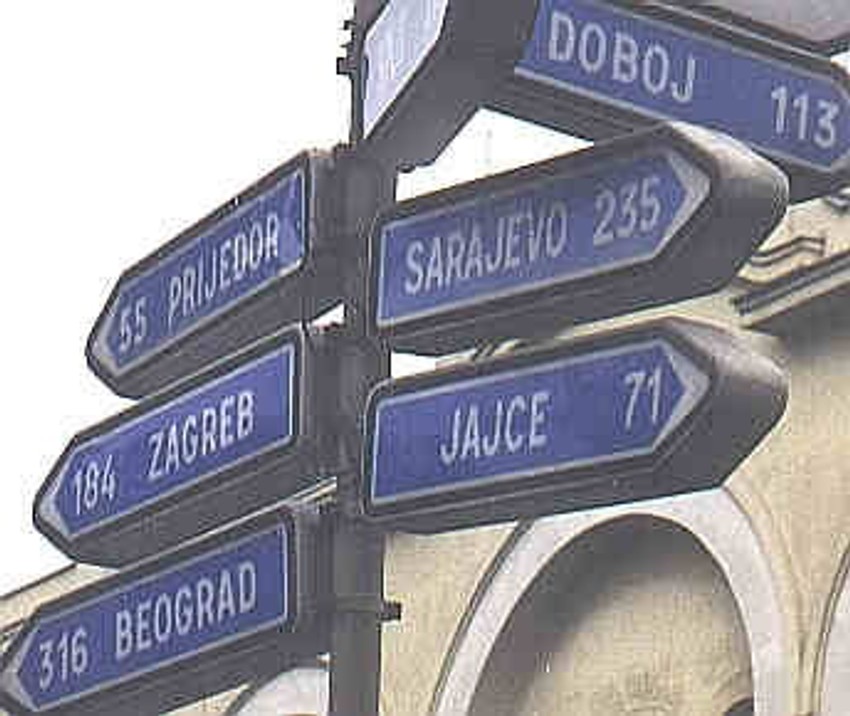 DOBOJ 113
SARAJEVO 235
55 PRIJEDOR
JAJCE 71
184 ZAGREB
316 BEOGRAD